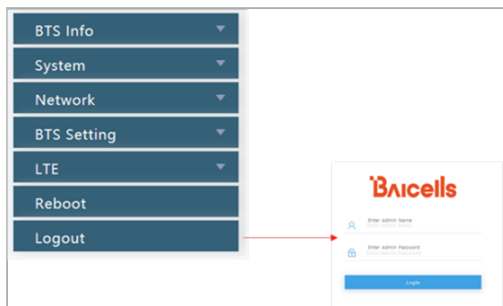 BTS Info
System
Network
BTS Setting
LTE
Reboot
Logout
Baicells
Enter Admin Name
Enter Admin Password
Login